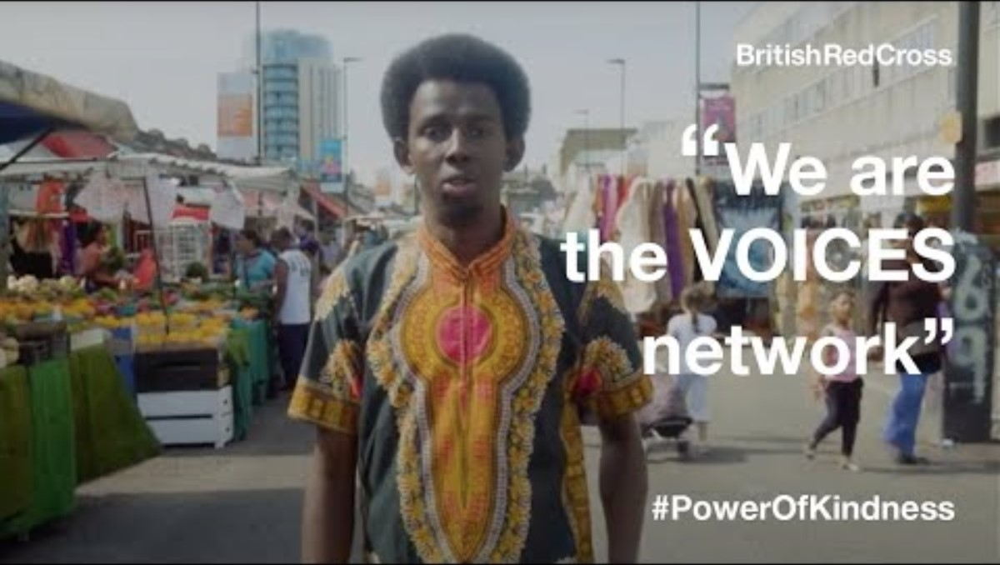 BritishRedCross
“We are
the VOICES
network”
#PowerOfKindness